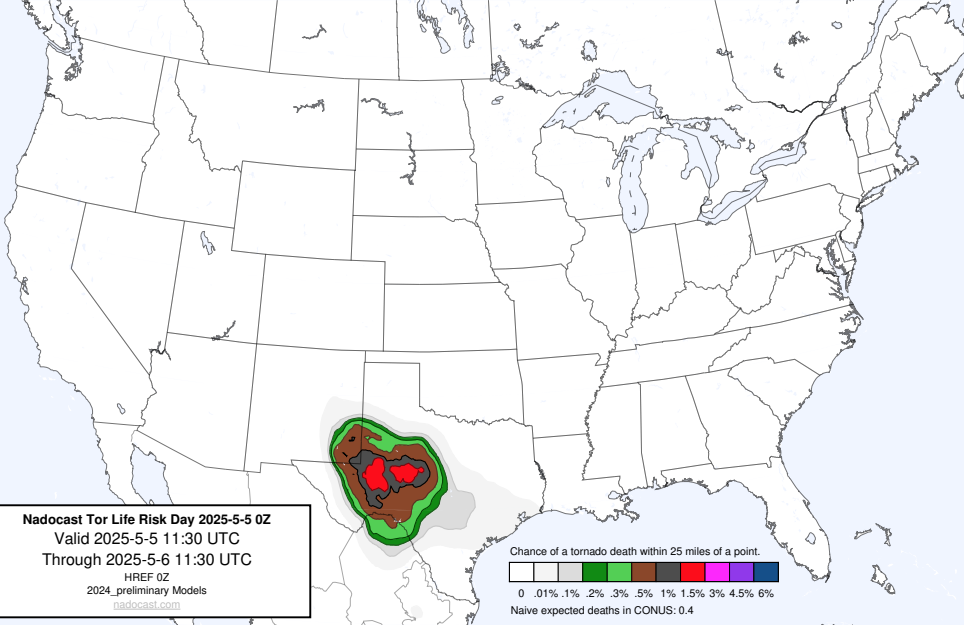 Nadocast Tor Life Risk Day 2025-5-5 0Z
Valid 2025-5-5 11:30 UTC
Through 2025-5-6 11:30 UTC
HREF 0Z
2024_preliminary Models
nadocast.com
Chance of a tornado death within 25 miles of a point.
0 .01% .1% .2% .3% .5% 1% 1.5% 3% 4.5% 6%
Naive expected deaths in CONUS: 0.4